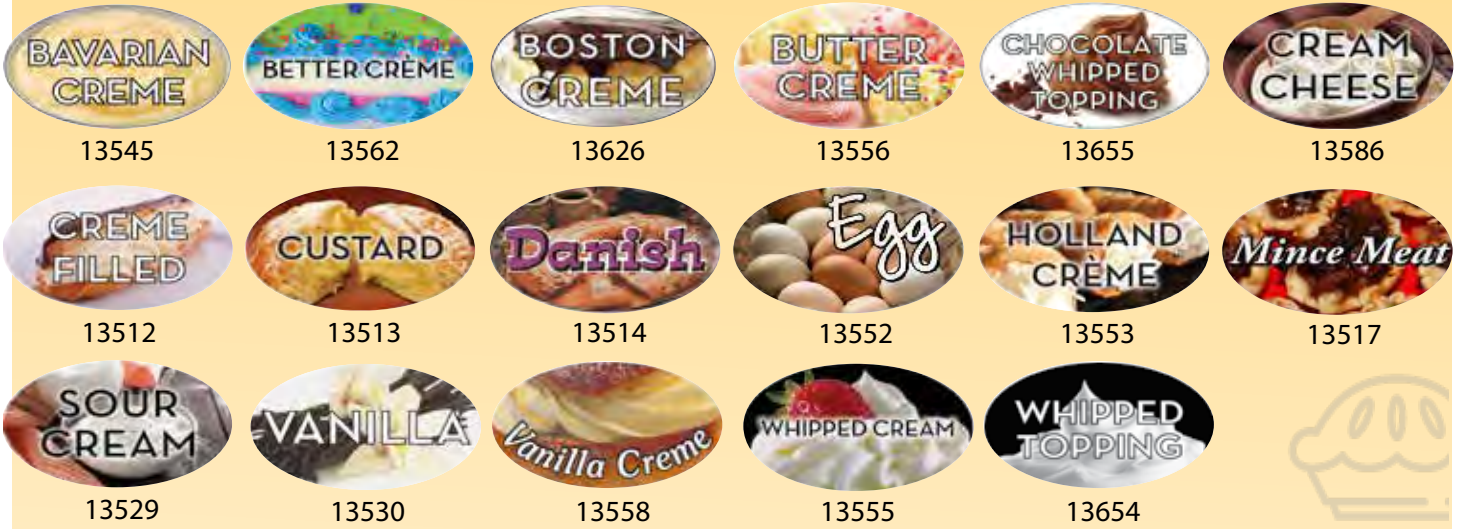 BAVARIAN
CREME
BETTER CRÈME
BOSTON
CREME
BUTTER
CREME
CHOCOLATE
WHIPPED
TOPPING
CREAM
CHEESE
13545
13562
13626
13556
13655
13586
CREME
FILLED
CUSTARD
Danish
Egg
HOLLAND
CRÈME
Mince Meat
13512
13513
13514
13552
13553
13517
SOUR
CREAM
VANILLA
Vanilla Creme
WHIPPED CREAM
WHIPPED
TOPPING
13529
13530
13558
13555
13654